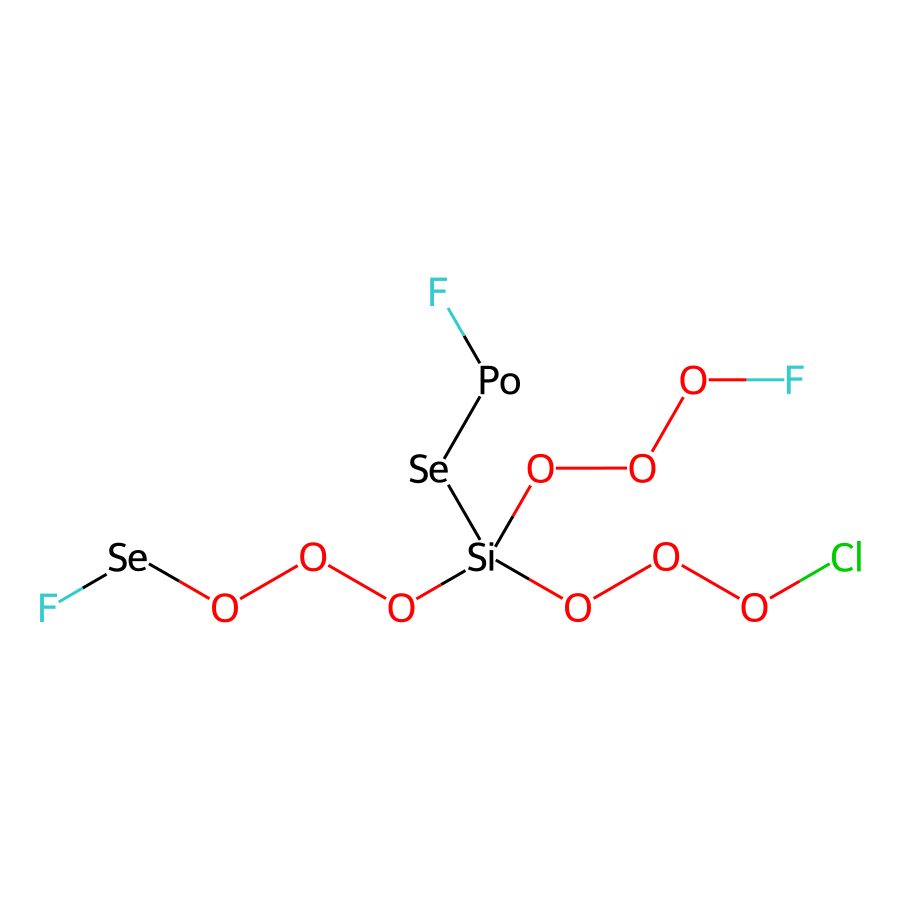 F
Po
O F
Se O O
Se O Si O Cl
F O O O O